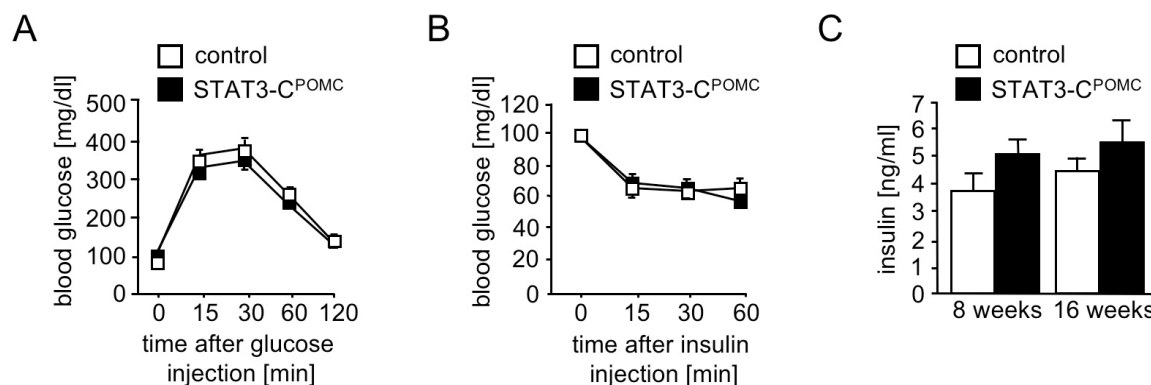 A
control
STAT3-C^POMC
blood glucose [mg/dl]
500
400
300
200
100
0
0 15 30 60 120
time after glucose
injection [min]
B
control
STAT3-C^POMC
blood glucose [mg/dl]
120
100
80
60
40
20
0
0 15 30 60
time after insulin
injection [min]
C
control
STAT3-C^POMC
insulin [ng/ml]
7
6
5
4
3
2
1
0
8 weeks 16 weeks